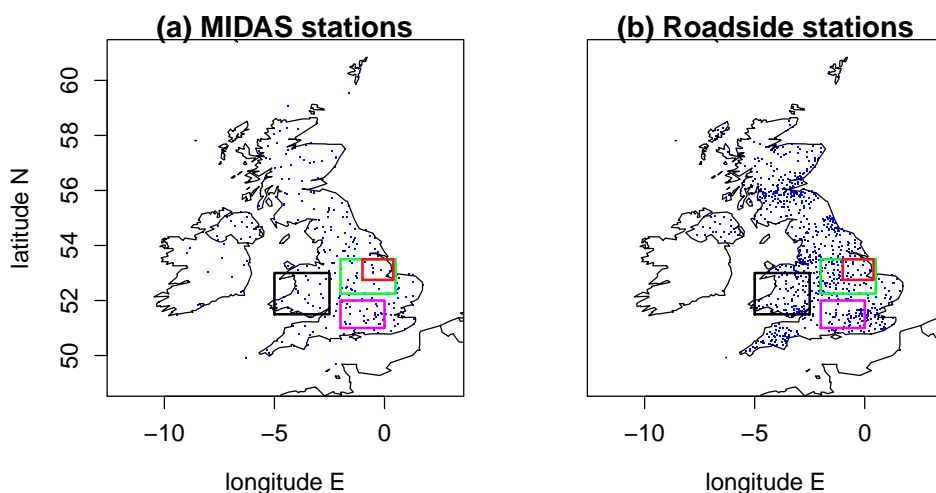 (a) MIDAS stations
(b) Roadside stations
latitude N
60
58
56
54
52
50
−10
−5
0
−10
−5
0
longitude E
longitude E